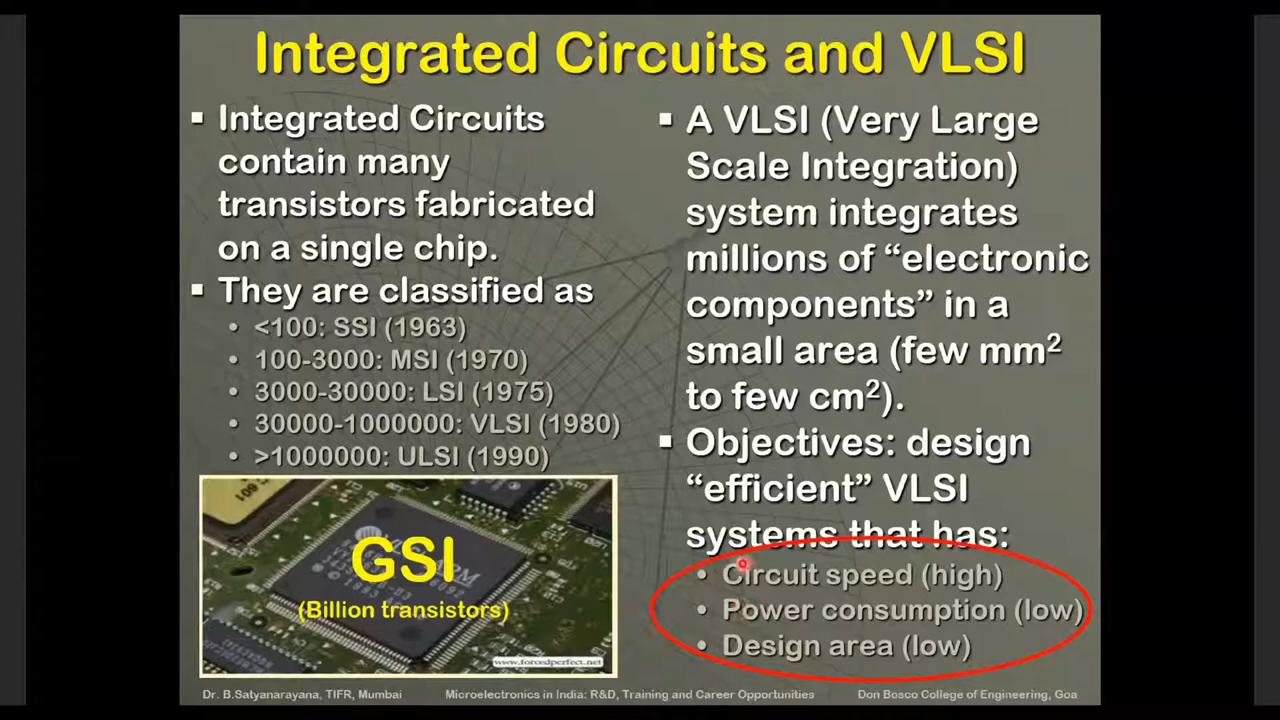 Integrated Circuits and VLSI
▪ Integrated Circuits
contain many
transistors fabricated
on a single chip.
▪ They are classified as
• <100: SSI (1963)
• 100-3000: MSI (1970)
• 3000-30000: LSI (1975)
• 30000-1000000: VLSI (1980)
• >1000000: ULSI (1990)
GSI
(Billion transistors)
www.forcedperfect.net
▪ A VLSI (Very Large
Scale Integration)
system integrates
millions of “electronic
components” in a
small area (few mm²
to few cm²).
▪ Objectives: design
“efficient” VLSI
systems that has:
• Circuit speed (high)
• Power consumption (low)
• Design area (low)
Dr. B.Satyanarayana, TIFR, Mumbai Microelectronics in India: R&D, Training and Career Opportunities Don Bosco College of Engineering, Goa